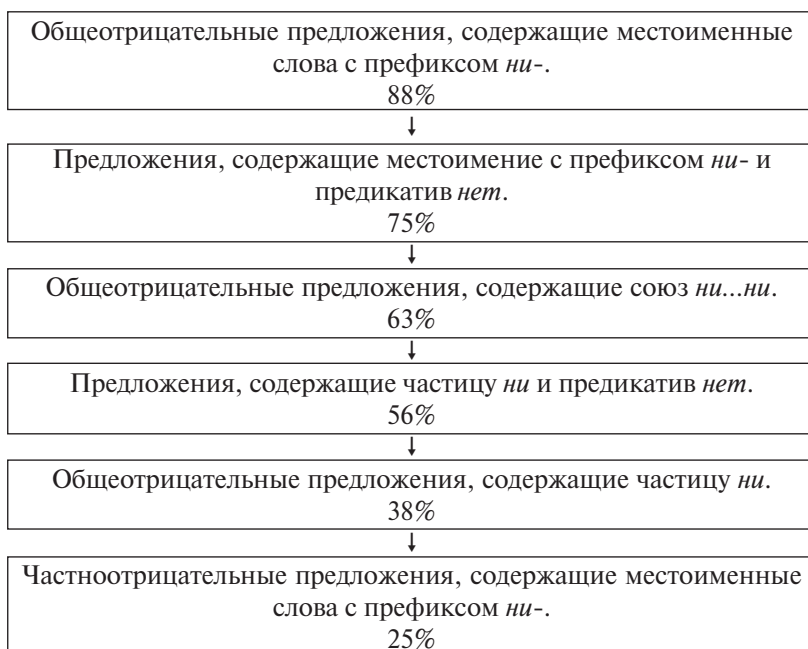 Общеотрицательные предложения, содержащие местоименные
слова с префиксом ни-.
88%
Предложения, содержащие местоимение с префиксом ни- и
предикатив нет.
75%
Общеотрицательные предложения, содержащие союз ни...ни.
63%
Предложения, содержащие частицу ни и предикатив нет.
56%
Общеотрицательные предложения, содержащие частицу ни.
38%
Частноотрицательные предложения, содержащие местоименные
слова с префиксом ни-.
25%